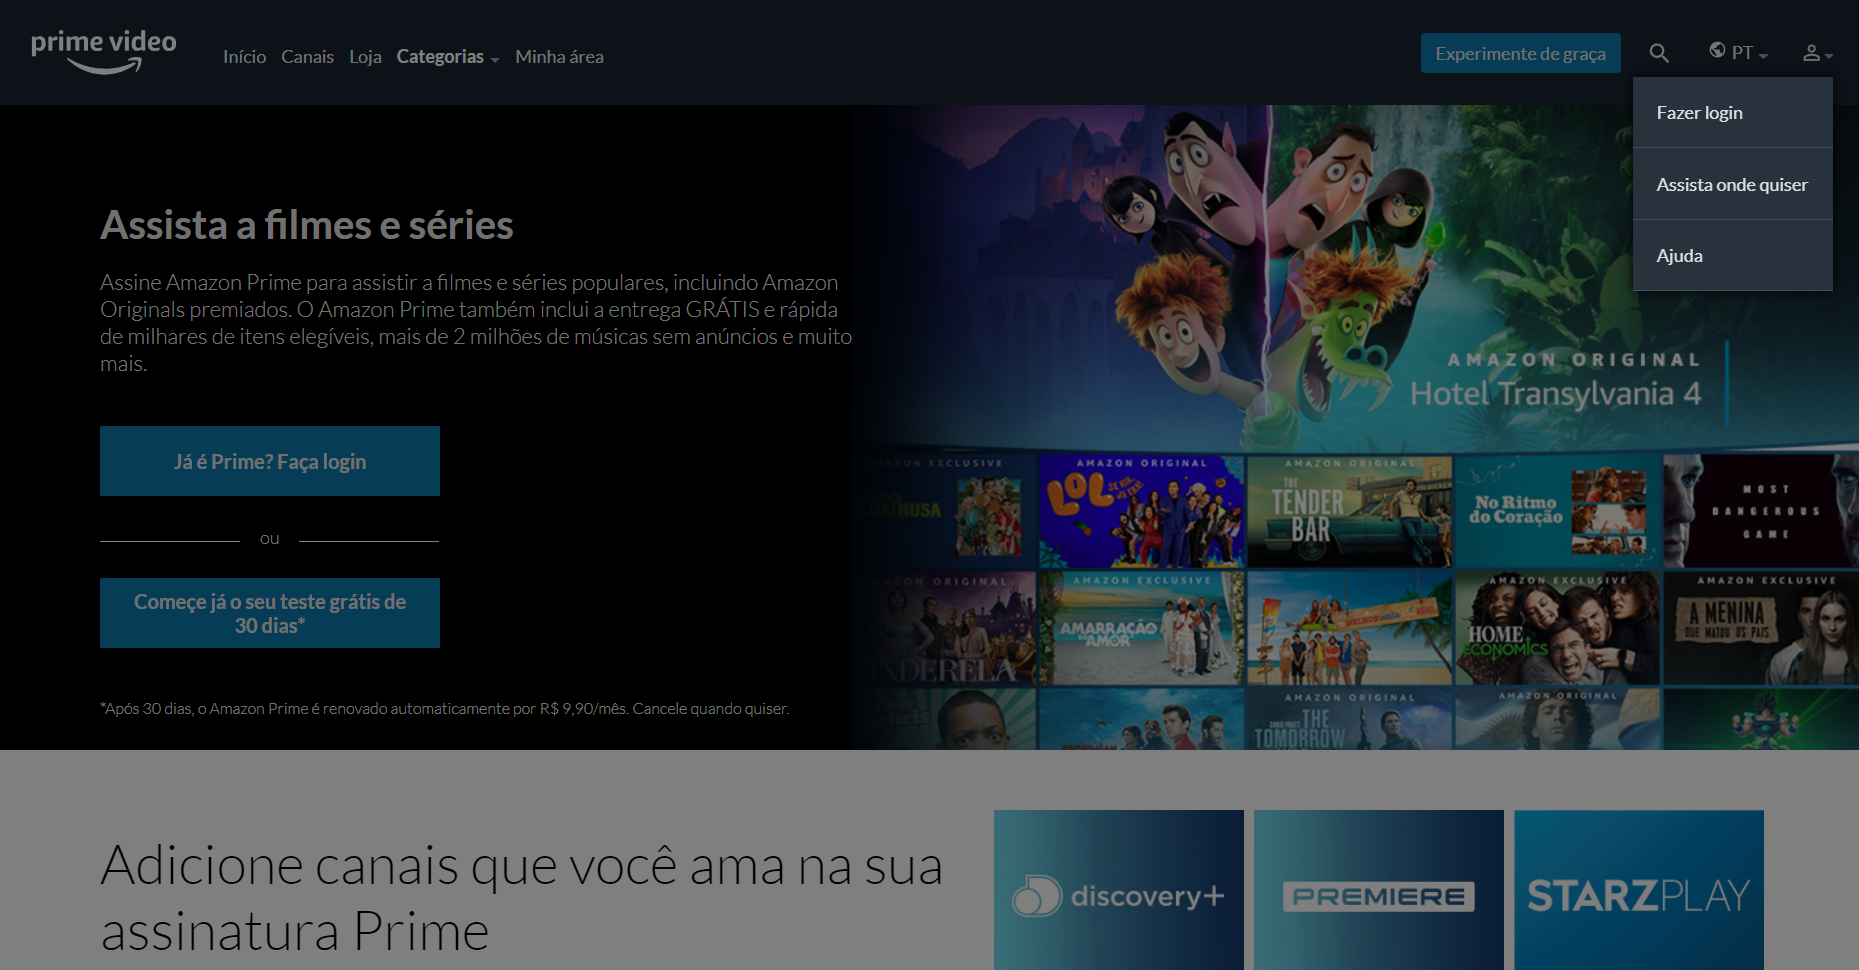 prime video
Início
Canais
Loja
Categorias
Minha área
Experimente de graça
PT
Fazer login
Assista onde quiser
Ajuda
Assista a filmes e séries
Assine Amazon Prime para assistir a filmes e séries populares, incluindo Amazon
Originals premiados. O Amazon Prime também inclui a entrega GRÁTIS e rápida
de milhares de itens elegíveis, mais de 2 milhões de músicas sem anúncios e muito
mais.
Já é Prime? Faça login
ou
Começe já o seu teste grátis de
30 dias*
*Após 30 dias, o Amazon Prime é renovado automaticamente por R$ 9,90/mês. Cancele quando quiser.
AMAZON ORIGINAL
Hotel Transylvania 4
AMAZON EXCLUSIVE
AMAZON ORIGINAL
LOL
SE RIR,
JÁ ERA!
AMAZON ORIGINAL
THE
TENDER
BAR
No Ritmo
do Coração
MOST
DANGEROUS
GAME
AMAZON ORIGINAL
AMAZON EXCLUSIVE
AMARRAÇÃO
DO AMOR
AMAZON EXCLUSIVE
HOME
ECONOMICS
AMAZON EXCLUSIVE
A MENINA
QUE MATOU OS PAIS
AMAZON ORIGINAL
CHRIS PRATT
THE
TOMORROW
AMAZON ORIGINAL
Adicione canais que você ama na sua
assinatura Prime
discovery+
PREMIERE
STARZPLAY